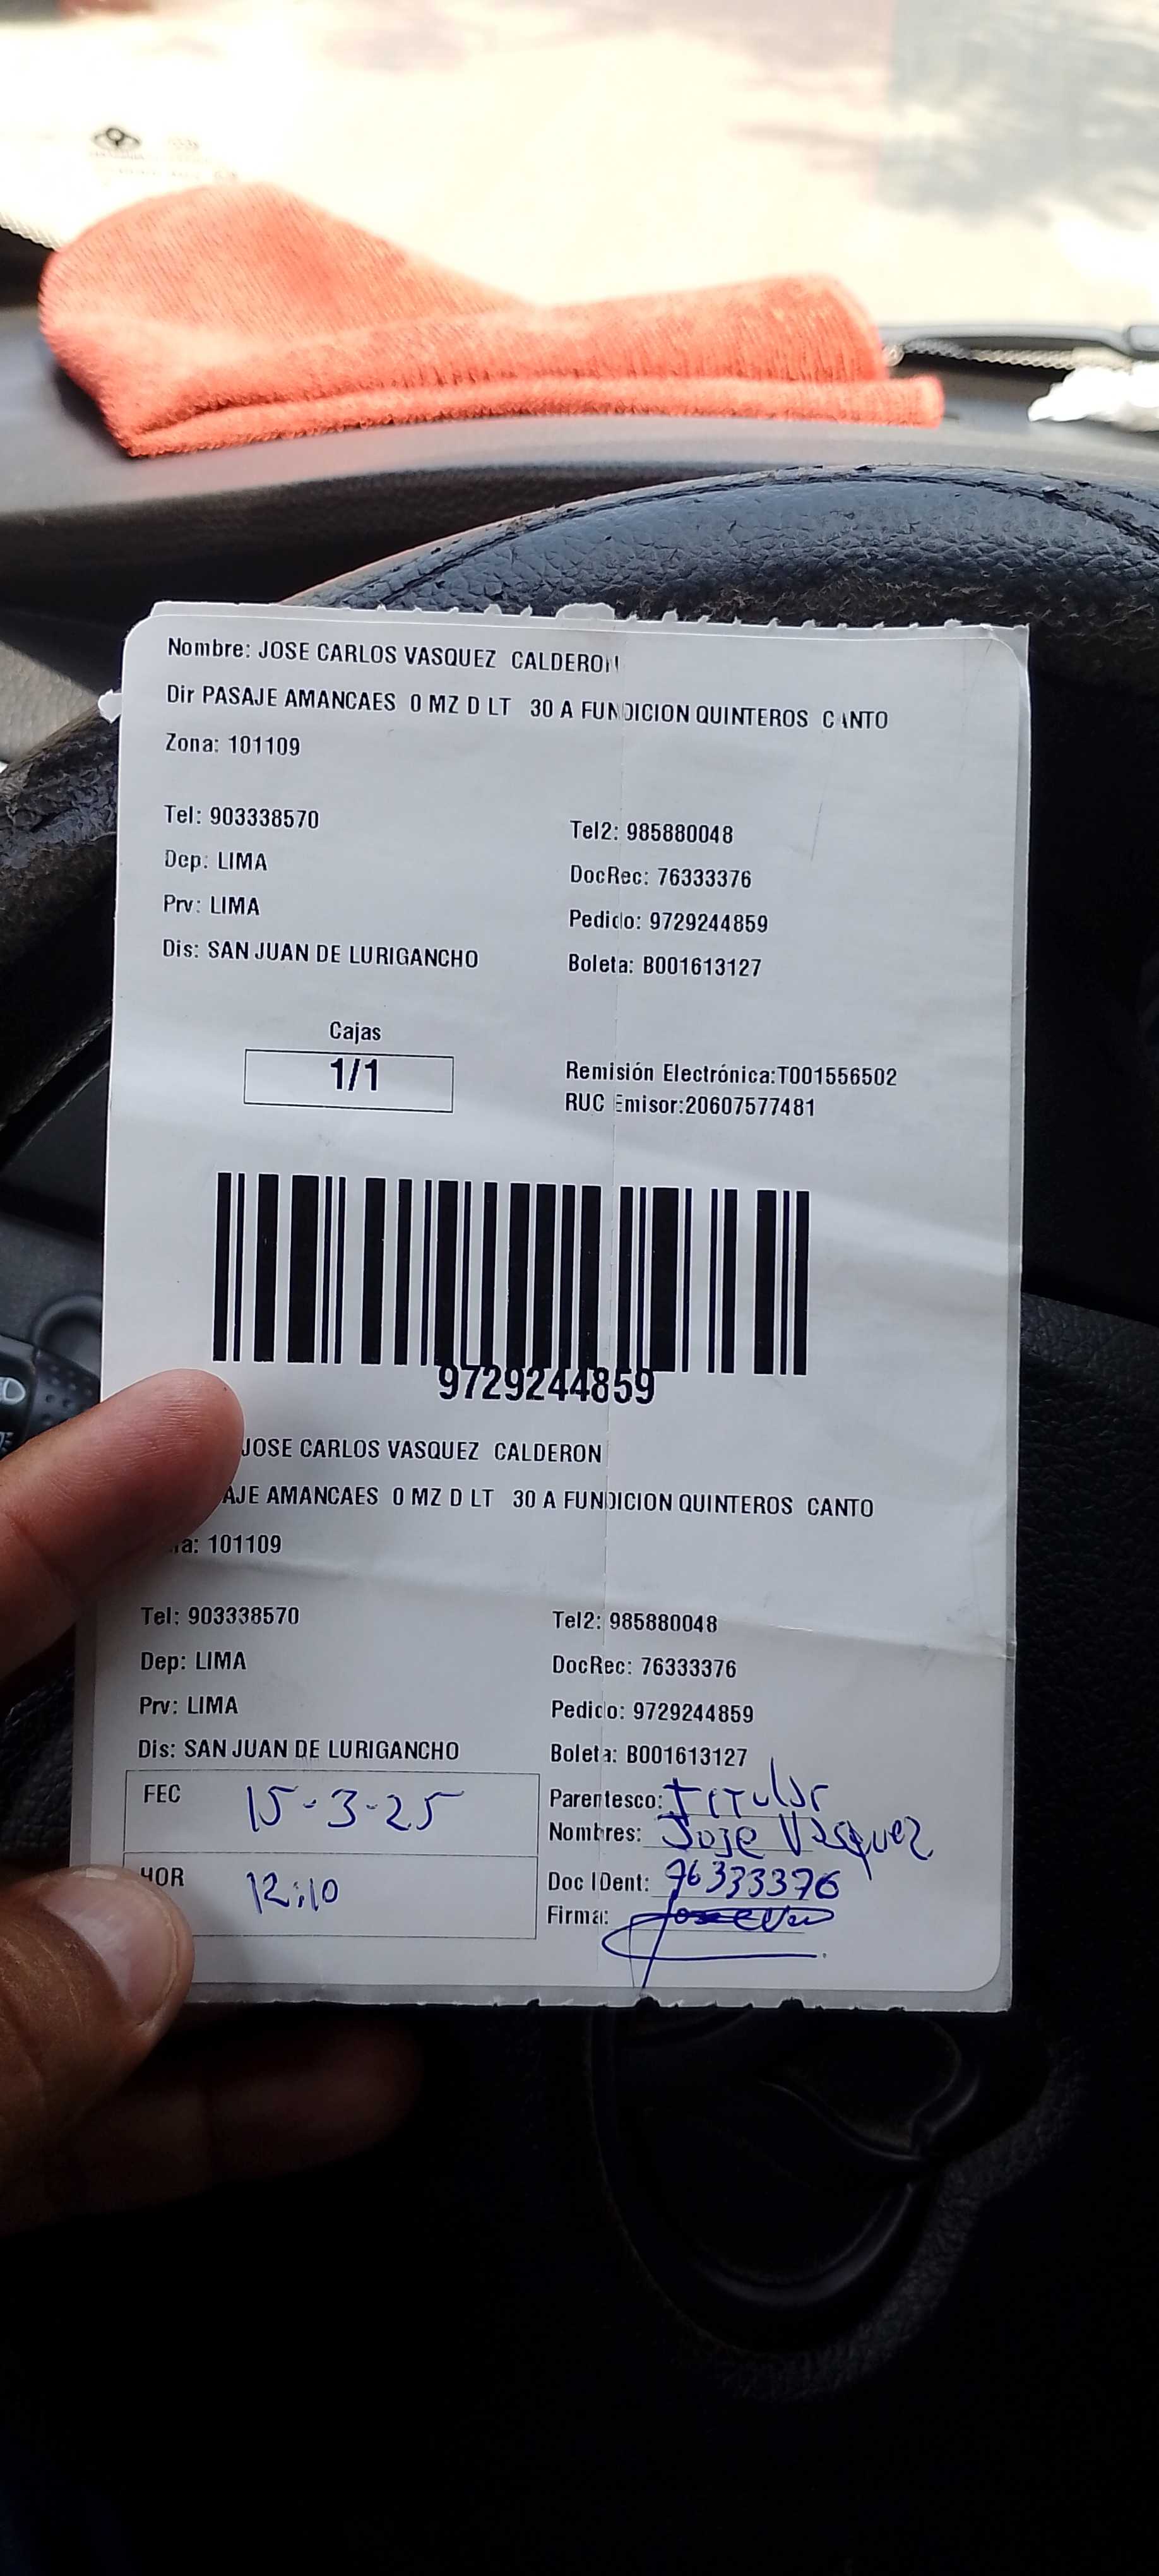 Nombre: JOSE CARLOS VASQUEZ CALDERON
Dir PASAJE AMANCAES 0 MZ D LT 30 A FUNDICION QUINTEROS CANTO
Zona: 101109
Tel: 903338570 Tel2: 985880048
Dep: LIMA DocRec: 76333376
Prv: LIMA Pedido: 9729244859
Dis: SAN JUAN DE LURIGANCHO Boleta: B001613127
Cajas
1/1
Remisión Electrónica:T001556502
RUC Emisor:20607577481
9729244859
JOSE CARLOS VASQUEZ CALDERON
AJE AMANCAES 0 MZ D LT 30 A FUNDICION QUINTEROS CANTO
na: 101109
Tel: 903338570 Tel2: 985880048
Dep: LIMA DocRec: 76333376
Prv: LIMA Pedido: 9729244859
Dis: SAN JUAN DE LURIGANCHO Boleta: B001613127
FEC 15-3-25 Parentesco: Titular
Nombres: Jose Vasquez
HOR 12:10 Doc IDent: 76333376
Firma: